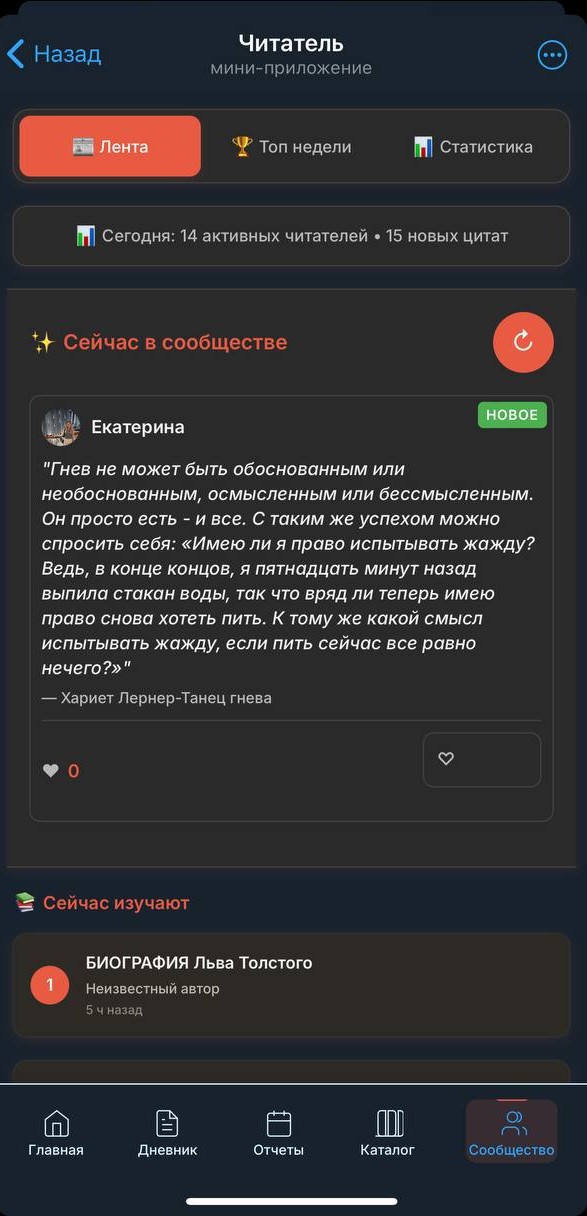 Назад
Читатель
мини-приложение
📰 Лента
🏆 Топ недели
📊 Статистика
📊 Сегодня: 14 активных читателей • 15 новых цитат
✨ Сейчас в сообществе
НОВОЕ
Екатерина
"Гнев не может быть обоснованным или
необоснованным, осмысленным или бессмысленным.
Он просто есть - и все. С таким же успехом можно
спросить себя: «Имею ли я право испытывать жажду?
Ведь, в конце концов, я пятнадцать минут назад
выпила стакан воды, так что вряд ли теперь имею
право снова хотеть пить. К тому же какой смысл
испытывать жажду, если пить сейчас все равно
нечего?»"
— Хариет Лернер-Танец гнева
0
📚 Сейчас изучают
1
БИОГРАФИЯ Льва Толстого
Неизвестный автор
5 ч назад
Главная
Дневник
Отчеты
Каталог
Сообщество